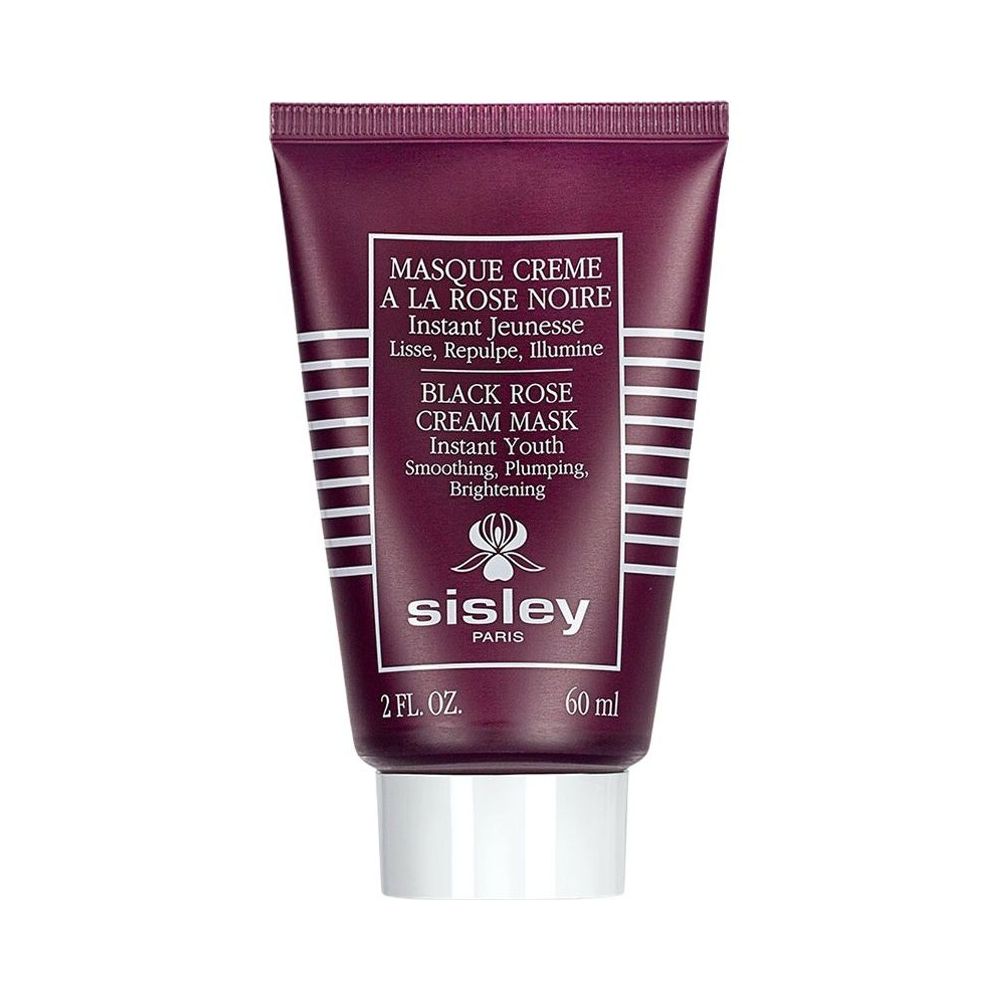 MASQUE CREME
A LA ROSE NOIRE
Instant Jeunesse
Lisse, Repulpe, Illumine
BLACK ROSE
CREAM MASK
Instant Youth
Smoothing, Plumping,
Brightening
sisley
PARIS
2 FL. OZ. 60 ml